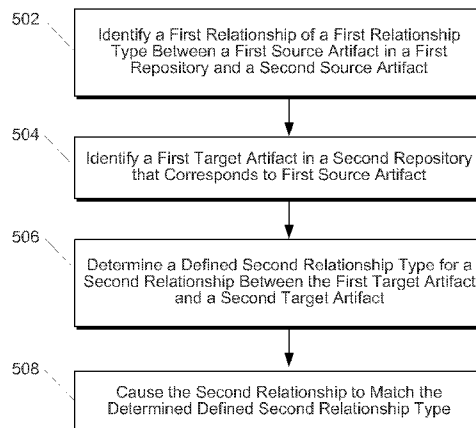 502
Identify a First Relationship of a First Relationship
Type Between a First Source Artifact in a First
Repository and a Second Source Artifact
504
Identify a First Target Artifact in a Second Repository
that Corresponds to First Source Artifact
506
Determine a Defined Second Relationship Type for a
Second Relationship Between the First Target Artifact
and a Second Target Artifact
508
Cause the Second Relationship to Match the
Determined Defined Second Relationship Type